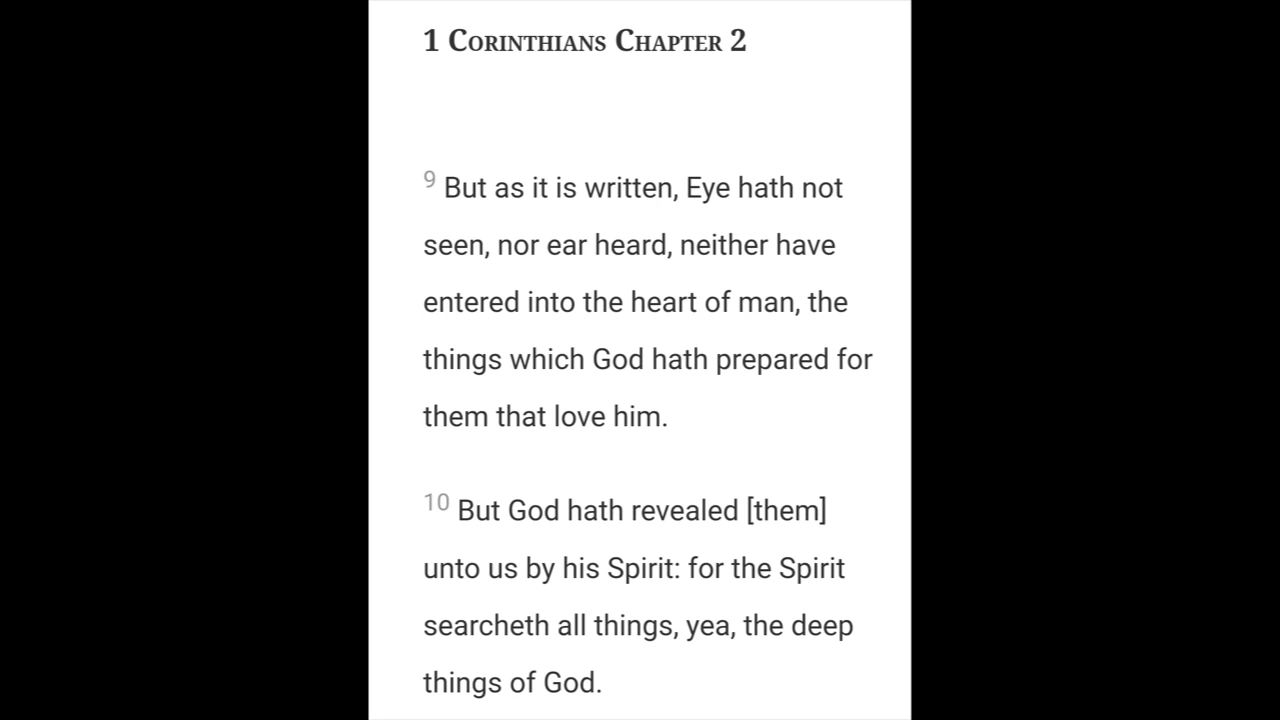 1 Corinthians Chapter 2
9 But as it is written, Eye hath not
seen, nor ear heard, neither have
entered into the heart of man, the
things which God hath prepared for
them that love him.
10 But God hath revealed [them]
unto us by his Spirit: for the Spirit
searcheth all things, yea, the deep
things of God.